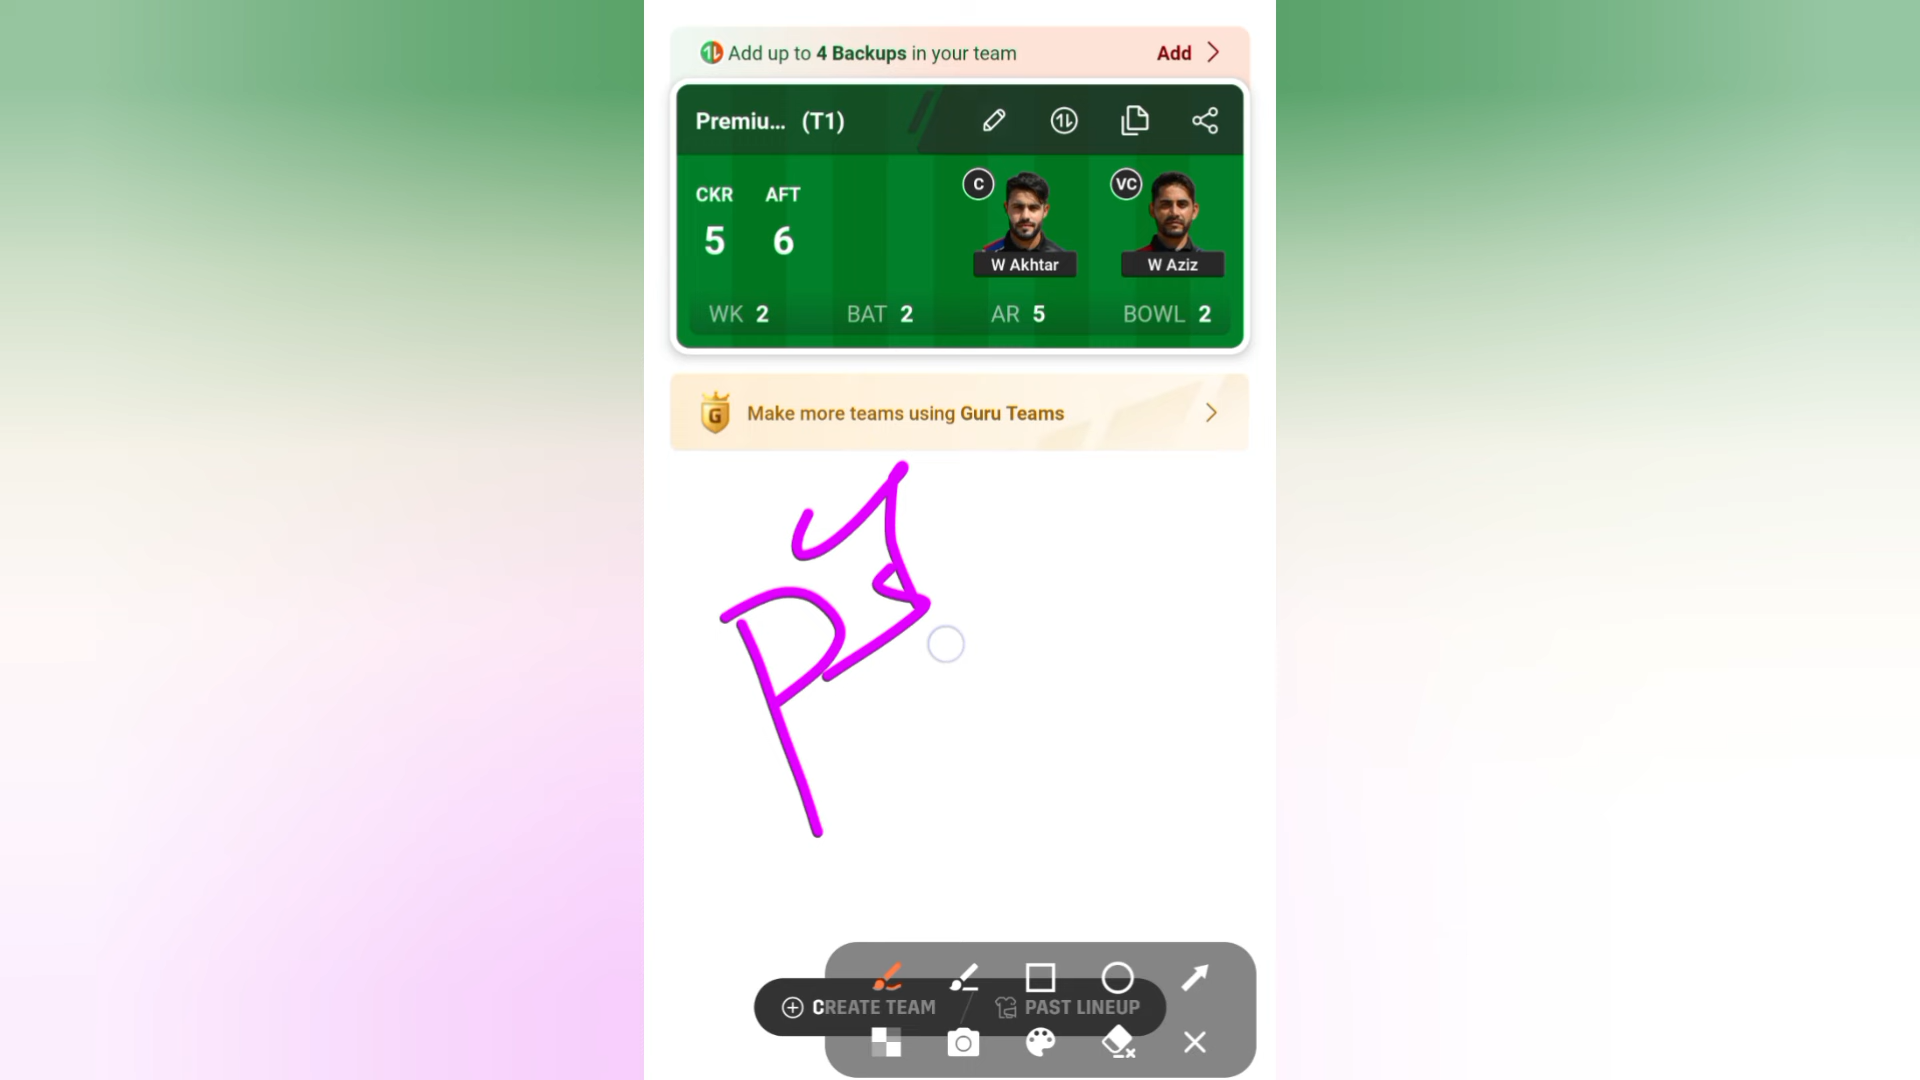 Add up to 4 Backups in your team Add
Premiu... (T1)
CKR AFT
5 6
C VC
W Akhtar W Aziz
WK 2 BAT 2 AR 5 BOWL 2
G Make more teams using Guru Teams
CREATE TEAM PAST LINEUP